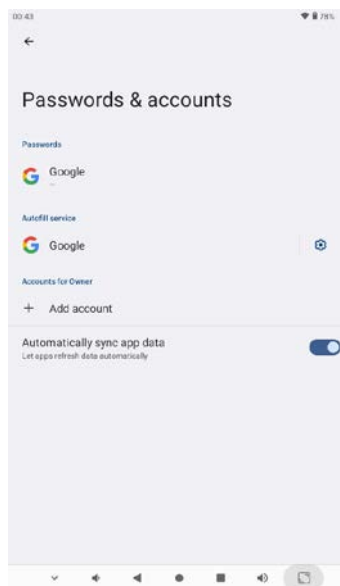 00:43
78%
Passwords & accounts
Passwords
Google
Autofill service
Google
Accounts for Owner
+ Add account
Automatically sync app data
Let apps refresh data automatically